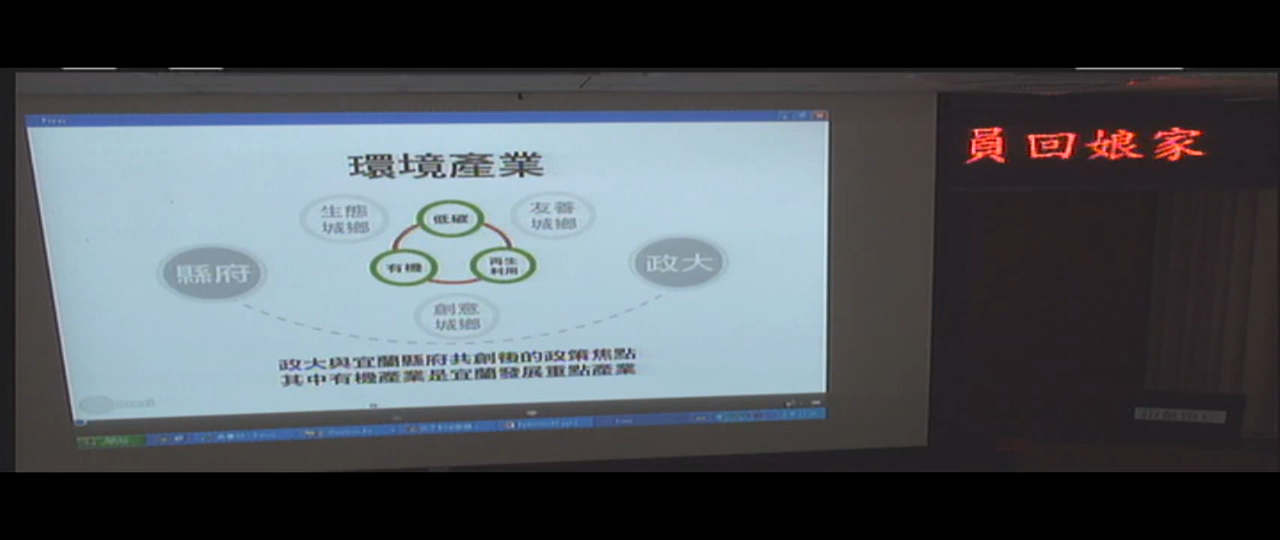 員回娘家
環境產業
生態
城鄉
低碳
友善
城鄉
縣府
有機
再生
利用
政大
創意
城鄉
政大與宜蘭縣府共創後的政策焦點
其中有機產業是宜蘭發展重點產業